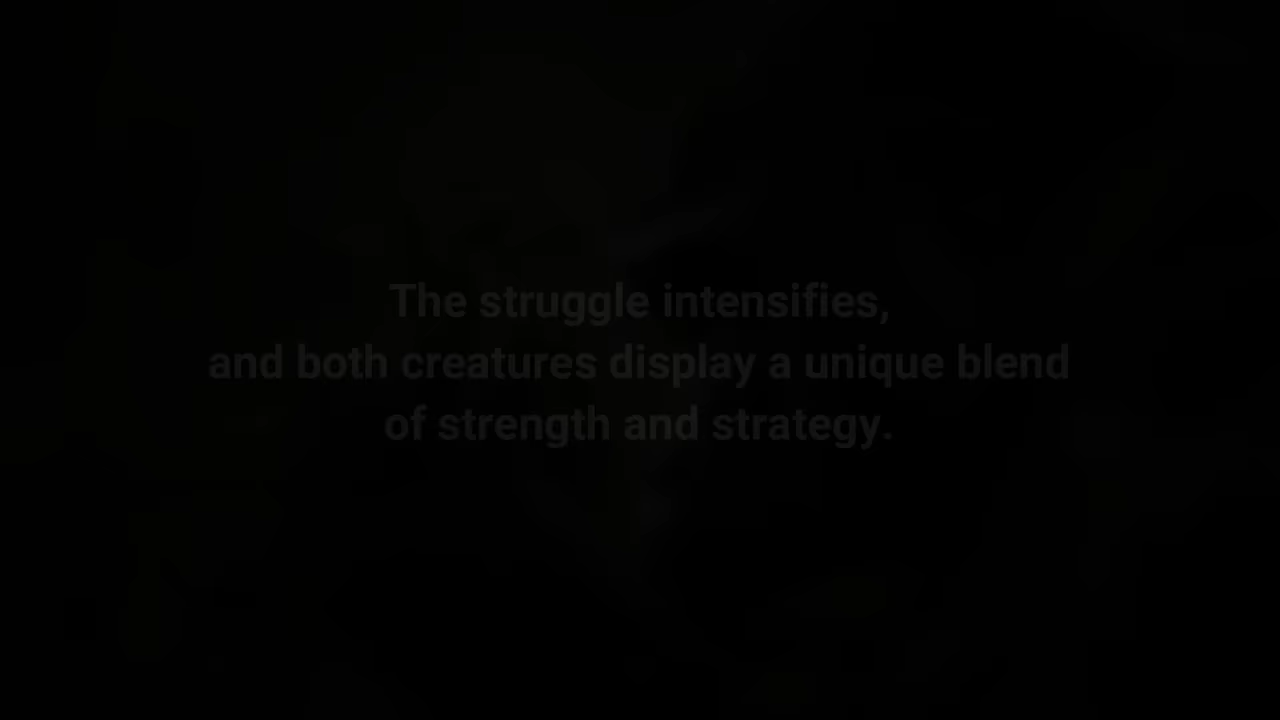 The struggle intensifies,
and both creatures display a unique blend
of strength and strategy.